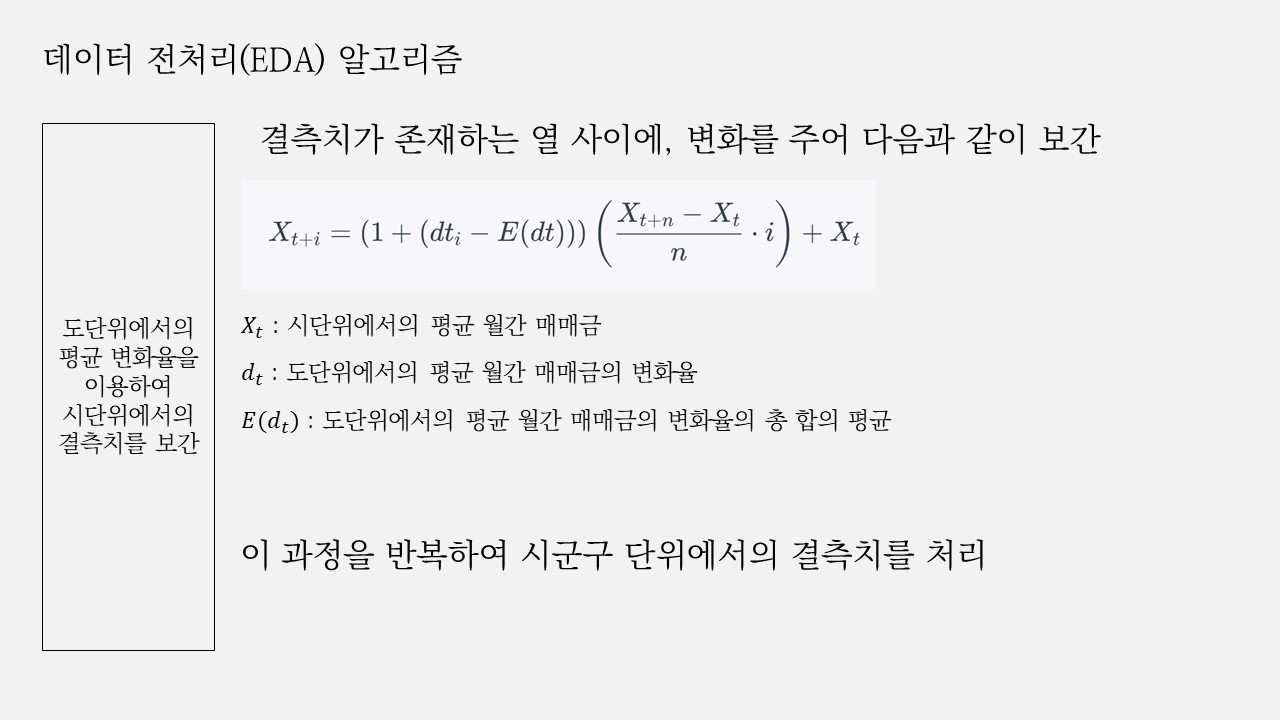 데이터 전처리(EDA) 알고리즘
도단위에서의
평균 변화율을
이용하여
시단위에서의
결측치를 보간
결측치가 존재하는 열 사이에, 변화를 주어 다음과 같이 보간
X_{t+i} = (1 + (dt_i − E(dt))) ( \frac{X_{t+n} − X_t}{n} · i ) + X_t
X_t : 시단위에서의 평균 월간 매매금
d_t : 도단위에서의 평균 월간 매매금의 변화율
E(d_t) : 도단위에서의 평균 월간 매매금의 변화율의 총 합의 평균
이 과정을 반복하여 시군구 단위에서의 결측치를 처리